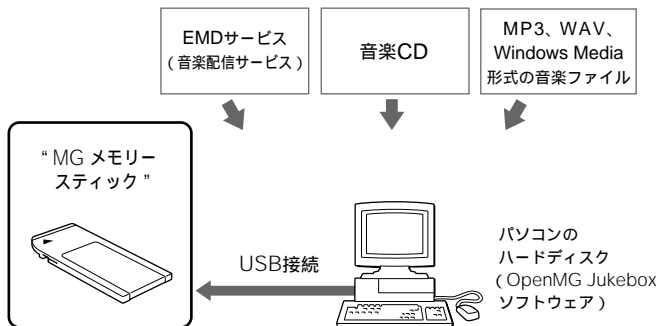 EMDサービス
（音楽配信サービス）
音楽CD
MP3、WAV、
Windows Media
形式の音楽ファイル
“MG メモリー
スティック”
USB接続
パソコンの
ハードディスク
（OpenMG Jukebox
ソフトウェア）